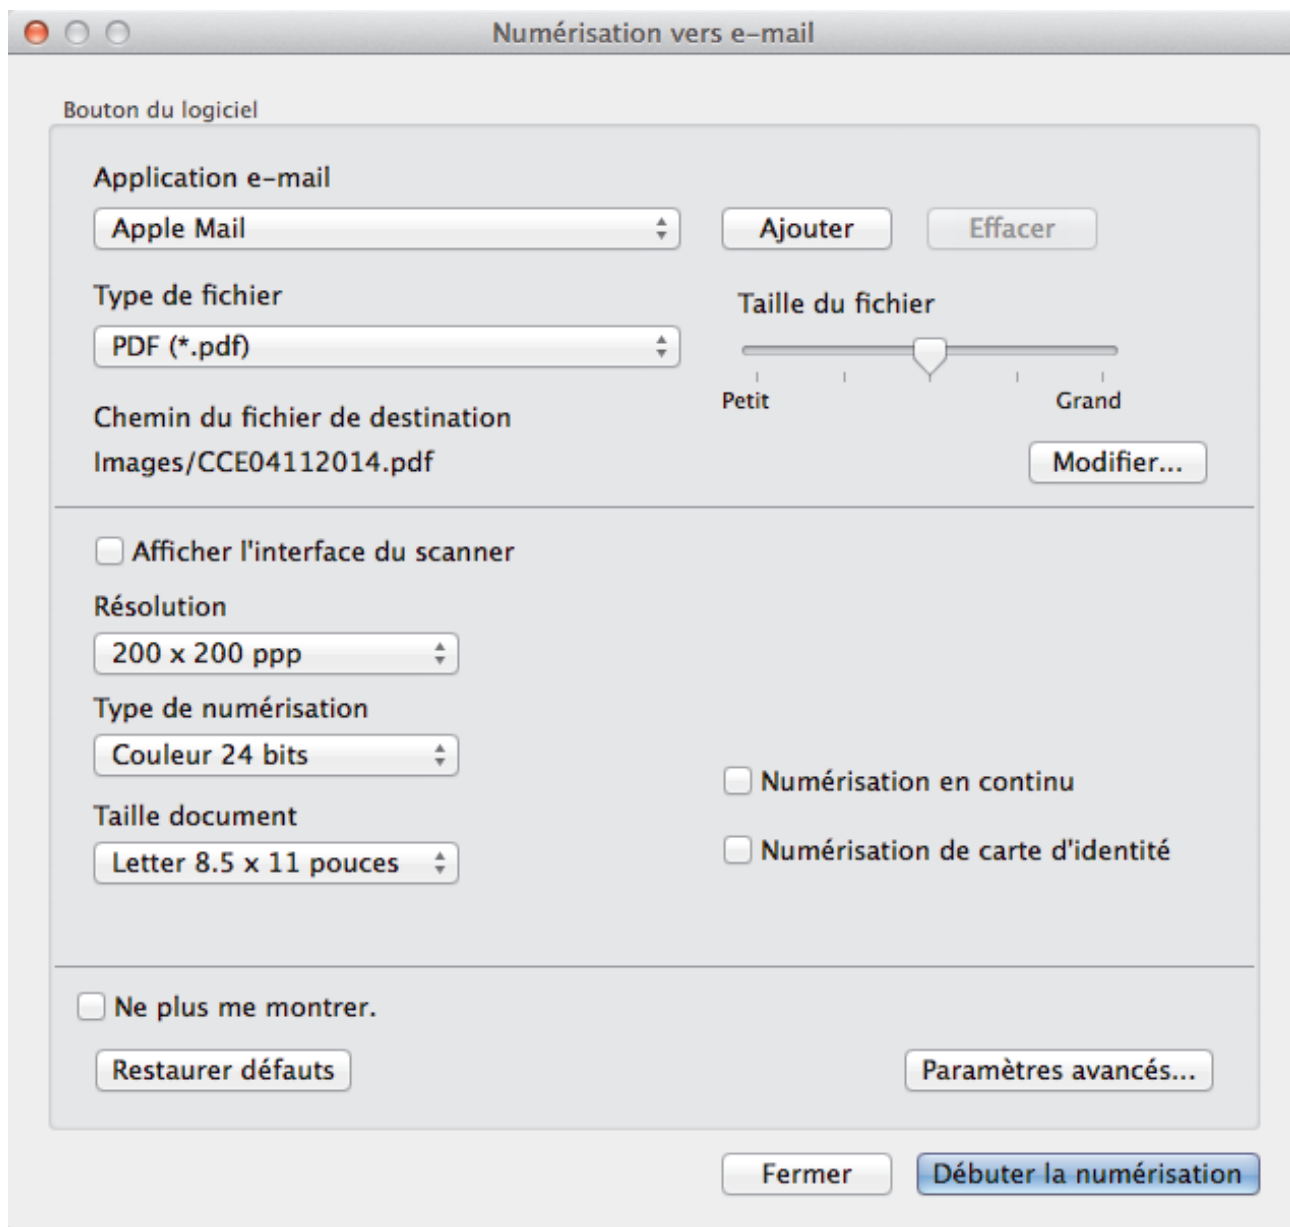 Numérisation vers e-mail
Bouton du logiciel
Application e-mail
Apple Mail
Ajouter
Effacer
Type de fichier
Taille du fichier
PDF (*.pdf)
Petit
Grand
Chemin du fichier de destination
Images/CCE04112014.pdf
Modifier...
Afficher l'interface du scanner
Résolution
200 x 200 ppp
Type de numérisation
Couleur 24 bits
Numérisation en continu
Taille document
Numérisation de carte d'identité
Letter 8.5 x 11 pouces
Ne plus me montrer.
Restaurer défauts
Paramètres avancés...
Fermer
Débuter la numérisation